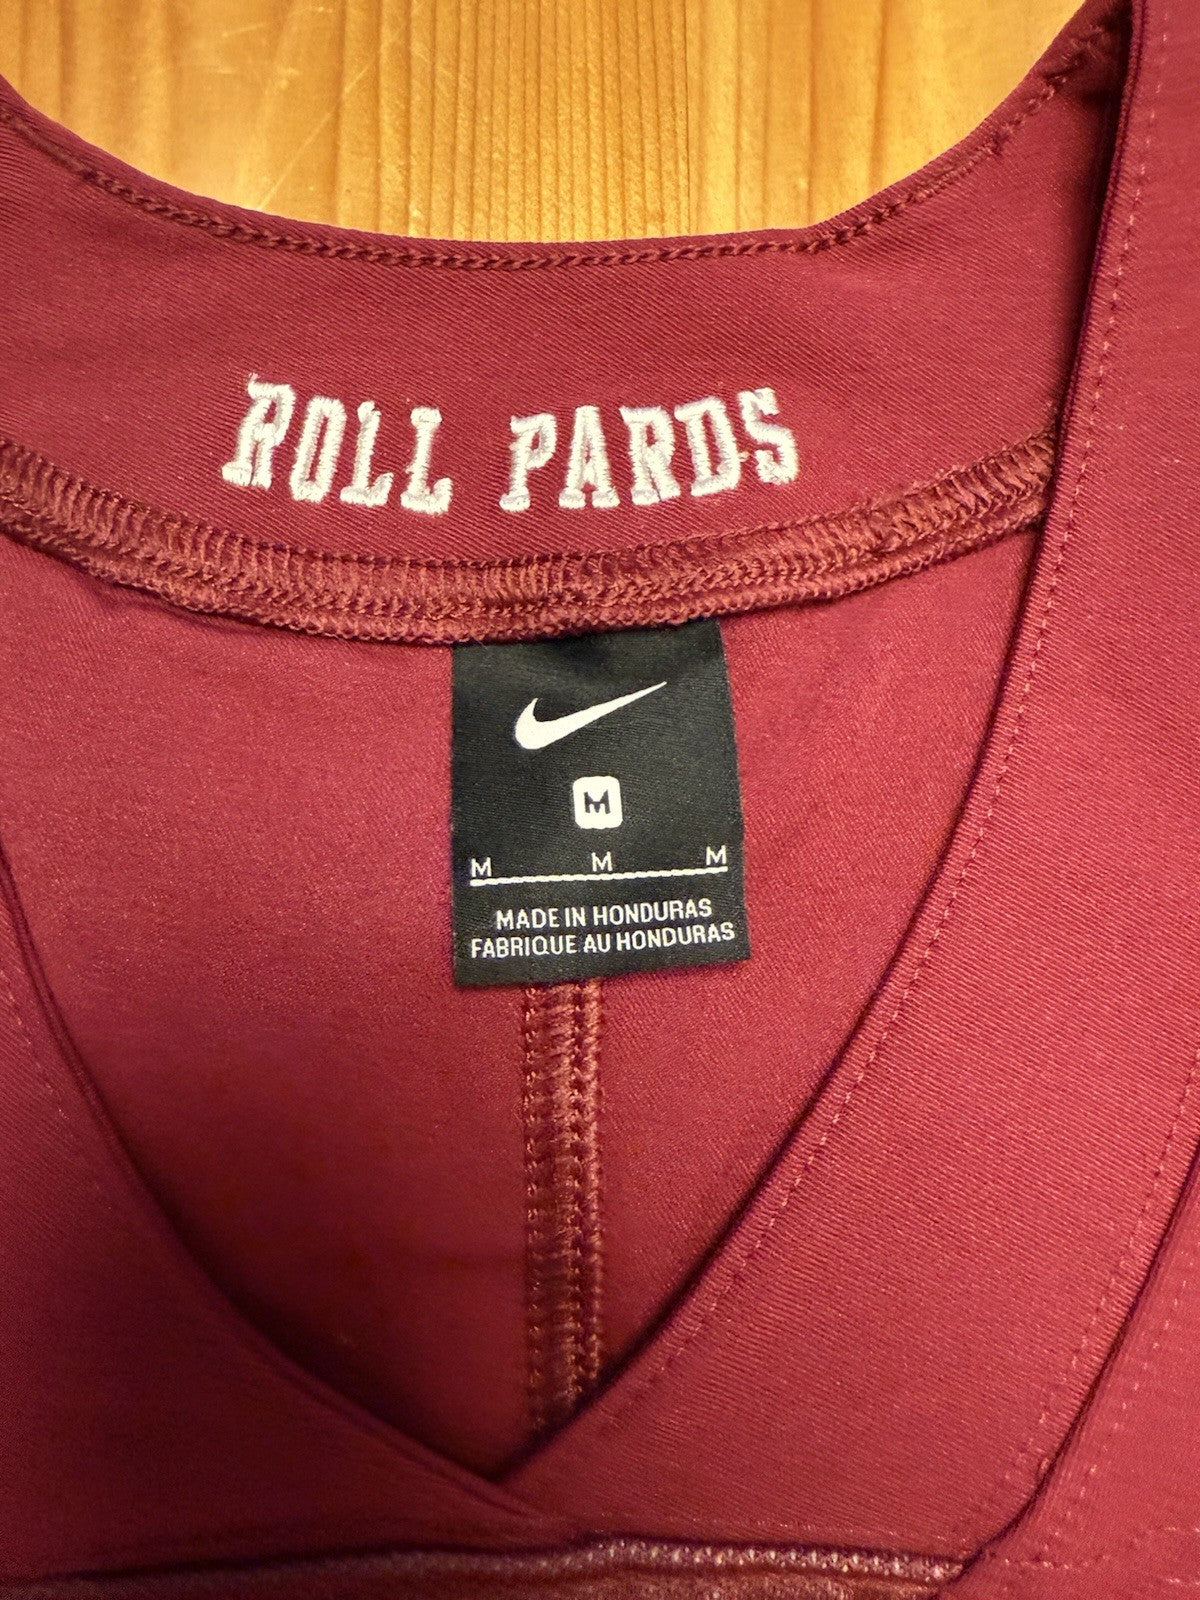 ROLL PARDS
M
M M M
MADE IN HONDURAS
FABRIQUE AU HONDURAS